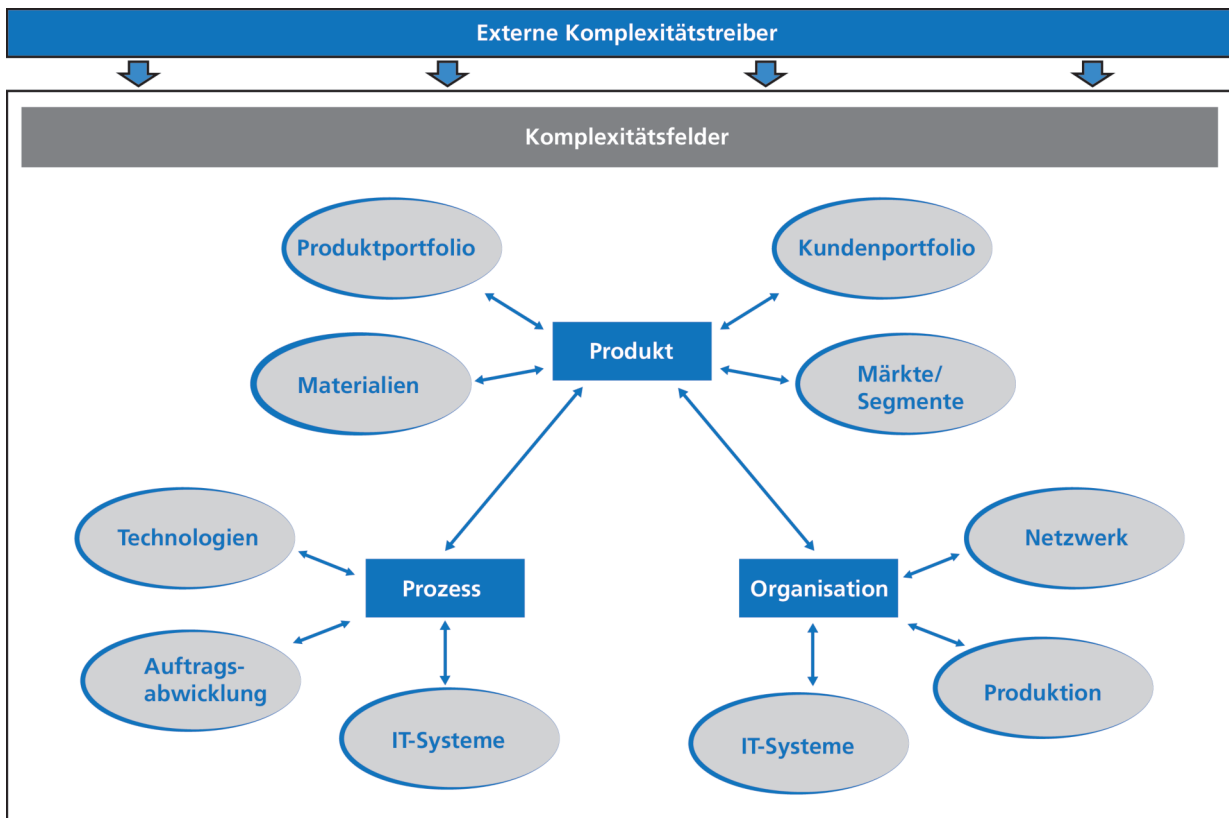 Externe Komplexitätstreiber
Komplexitätsfelder
Produktportfolio
Kundenportfolio
Produkt
Materialien
Märkte/
Segmente
Technologien
Netzwerk
Prozess
Organisation
Auftrags-
abwicklung
Produktion
IT-Systeme
IT-Systeme